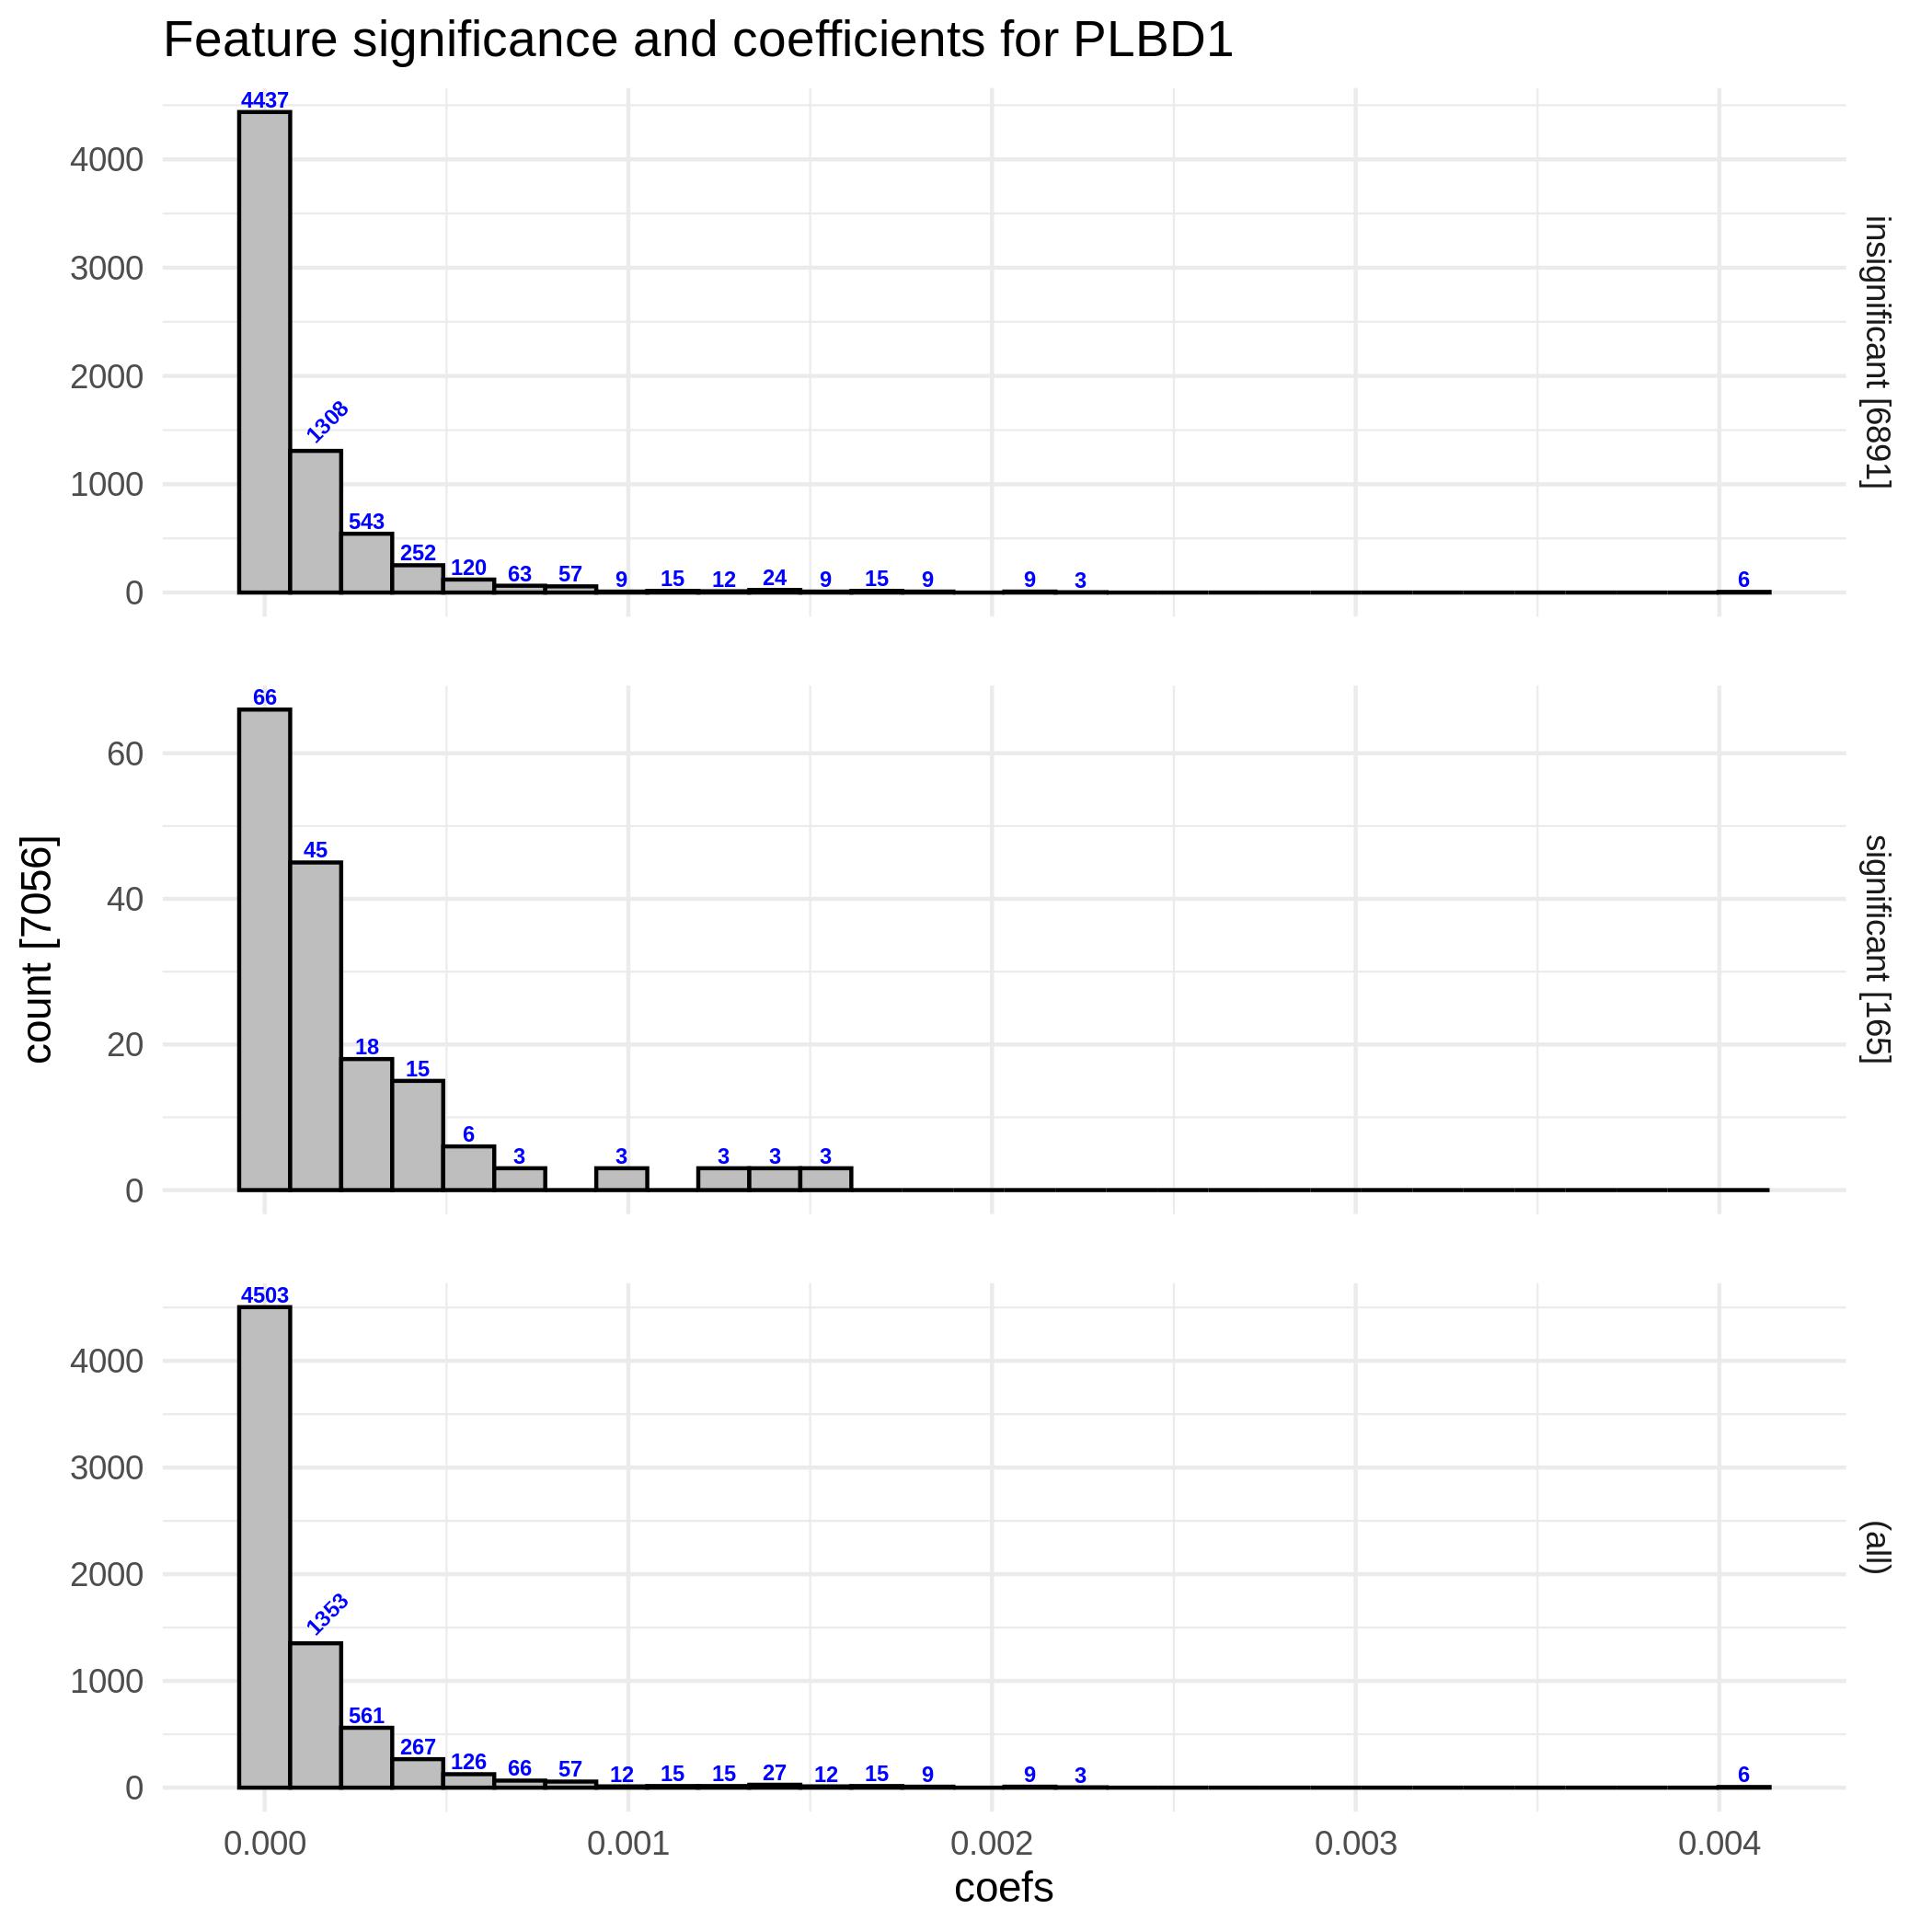 Feature significance and coefficients for PLBD1
4437
4000
3000
2000
1308
1000
543
252
120 63 57 9 15 12 24 9 15 9 9 3 6
0
insignificant [6891]
66
60
45
40
20
18
15
6
3 3 3 3 3
0
significant [165]
count [7056]
4503
4000
3000
2000
1353
1000
561
267
126 66 57 12 15 15 27 12 15 9 9 3 6
0
(all)
0.000 0.001 0.002 0.003 0.004
coefs